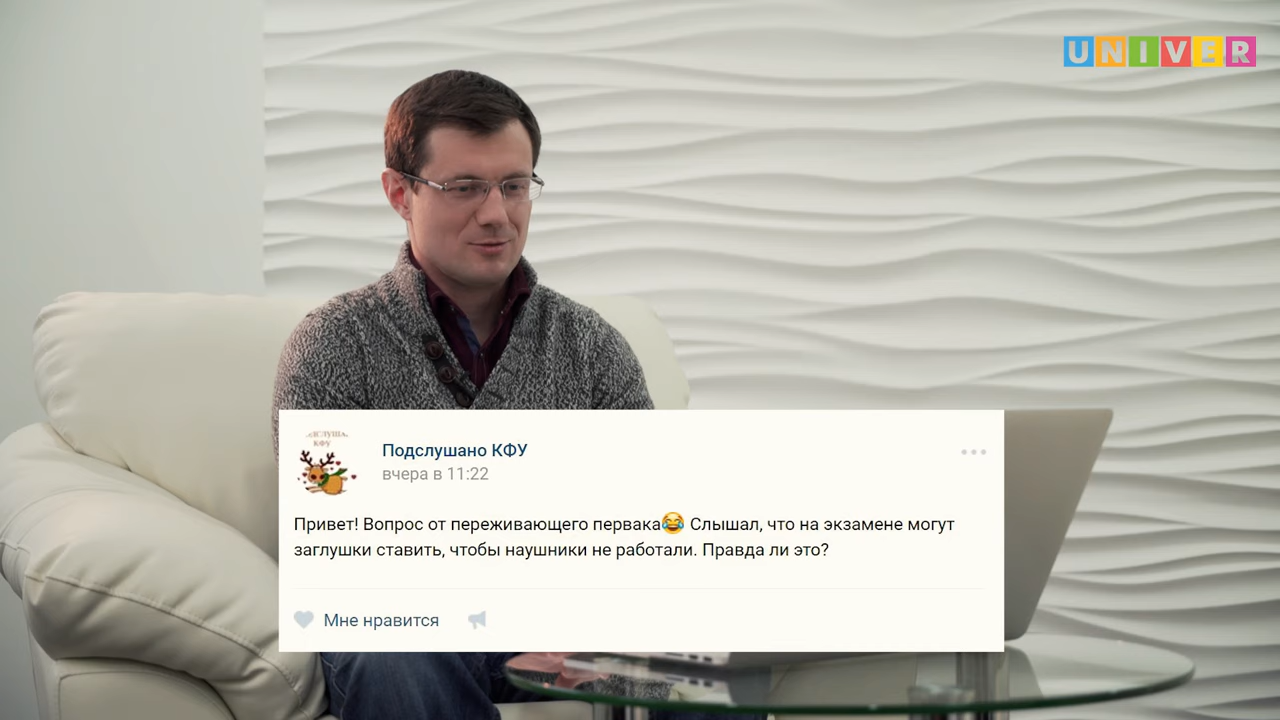 UNIVER
КФУ
Подслушано КФУ
вчера в 11:22
Привет! Вопрос от переживающего первака😂 Слышал, что на экзамене могут
заглушки ставить, чтобы наушники не работали. Правда ли это?
Мне нравится